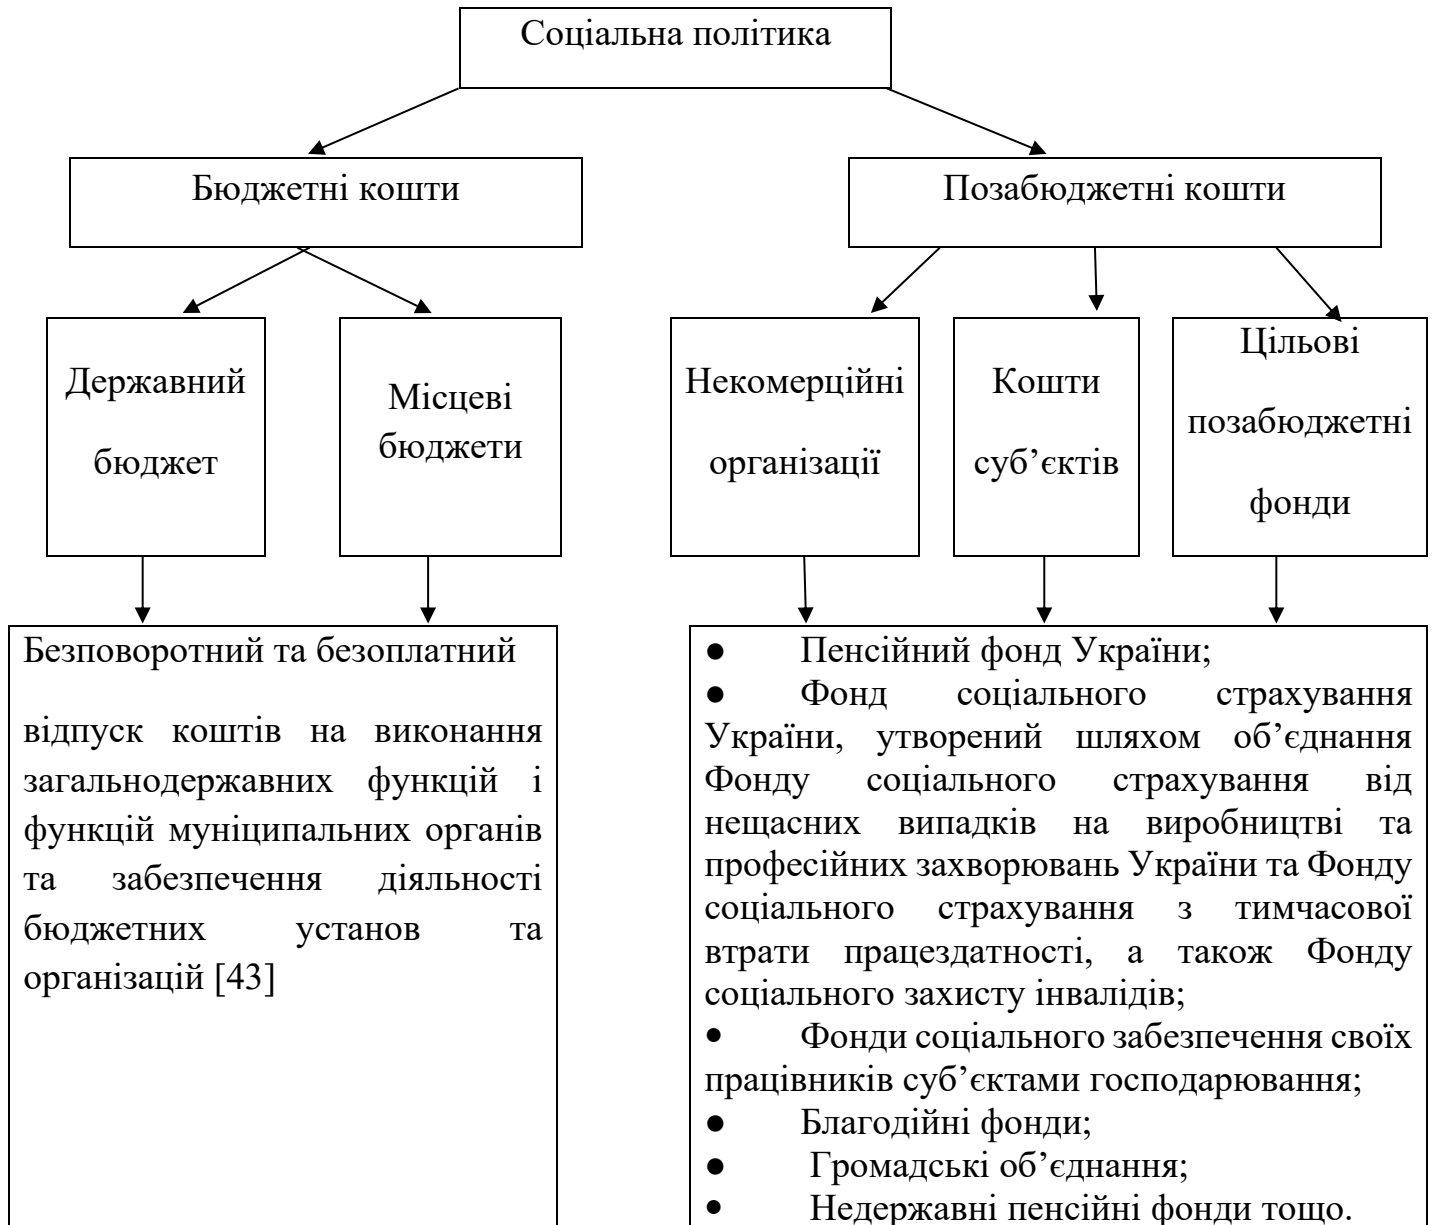 Соціальна політика
Бюджетні кошти
Позабюджетні кошти
Державний
бюджет
Місцеві
бюджети
Некомерційні
організації
Кошти
суб’єктів
Цільові
позабюджетні
фонди
Безповоротний та безоплатний
відпуск коштів на виконання
загальнодержавних функцій і
функцій муніципальних органів
та забезпечення діяльності
бюджетних установ та
організацій [43]
● Пенсійний фонд України;
● Фонд соціального страхування
України, утворений шляхом об’єднання
Фонду соціального страхування від
нещасних випадків на виробництві та
професійних захворювань України та Фонду
соціального страхування з тимчасової
втрати працездатності, а також Фонду
соціального захисту інвалідів;
● Фонди соціального забезпечення своїх
працівників суб’єктами господарювання;
● Благодійні фонди;
● Громадські об’єднання;
● Недержавні пенсійні фонди тощо.